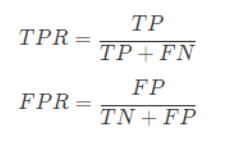 TPR = TP / (TP + FN)
FPR = FP / (TN + FP)